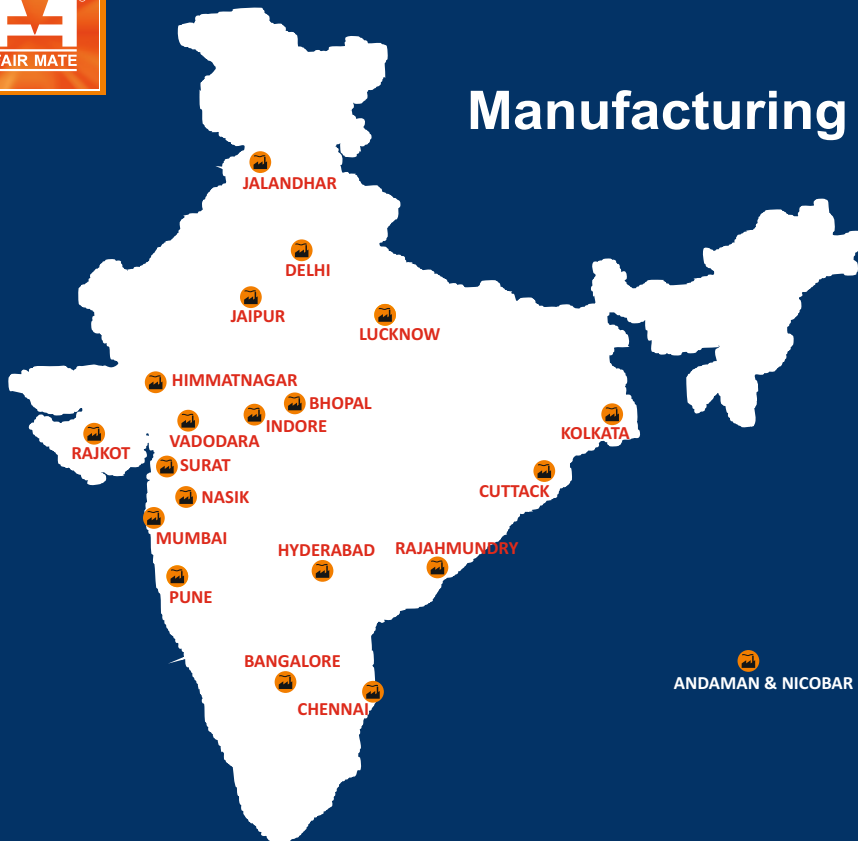 FAIR MATE
Manufacturing
JALANDHAR
DELHI
JAIPUR
LUCKNOW
HIMMATNAGAR
BHOPAL
INDORE
VADODARA
KOLKATA
RAJKOT
SURAT
CUTTACK
NASIK
MUMBAI
HYDERABAD
RAJAHMUNDRY
PUNE
BANGALORE
ANDAMAN & NICOBAR
CHENNAI